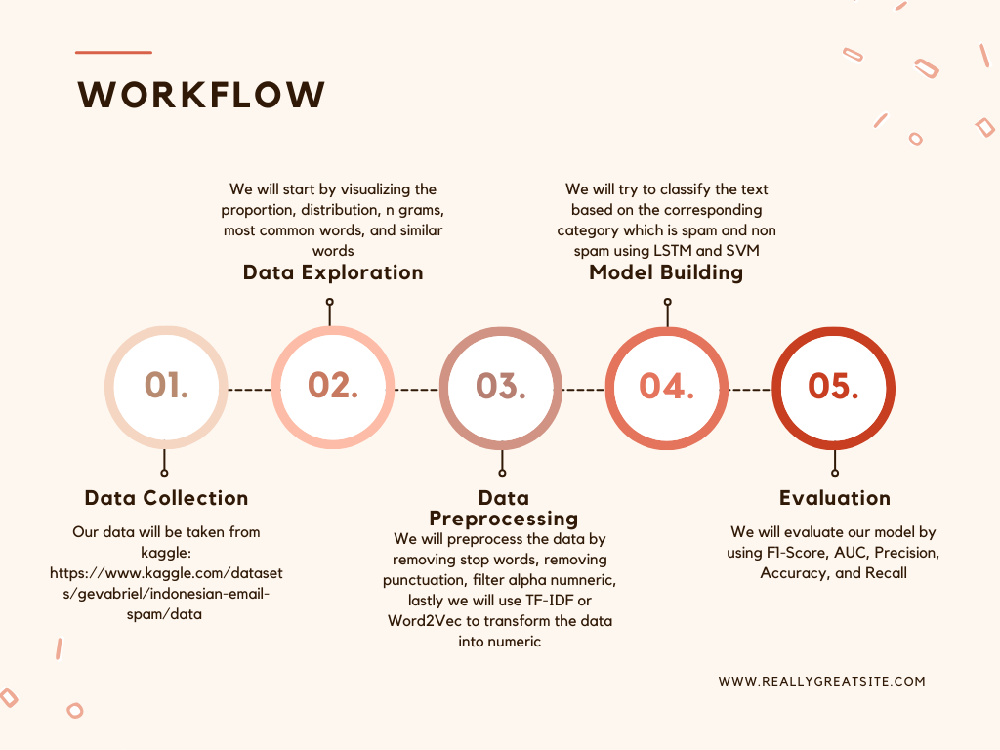 WORKFLOW
We will start by visualizing the
proportion, distribution, n grams,
most common words, and similar
words
Data Exploration
We will try to classify the text
based on the corresponding
category which is spam and non
spam using LSTM and SVM
Model Building
01.
02.
03.
04.
05.
Data Collection
Our data will be taken from
kaggle:
https://www.kaggle.com/dataset
s/gevabriel/indonesian-email-
spam/data
Data
Preprocessing
We will preprocess the data by
removing stop words, removing
punctuation, filter alpha numneric,
lastly we will use TF-IDF or
Word2Vec to transform the data
into numeric
Evaluation
We will evaluate our model by
using F1-Score, AUC, Precision,
Accuracy, and Recall
WWW.REALLYGREATSITE.COM